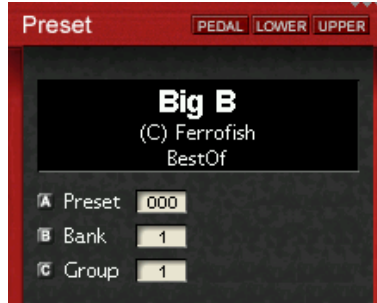 Preset PEDAL LOWER UPPER
Big B
(C) Ferrofish
BestOf
A Preset 000
B Bank 1
C Group 1